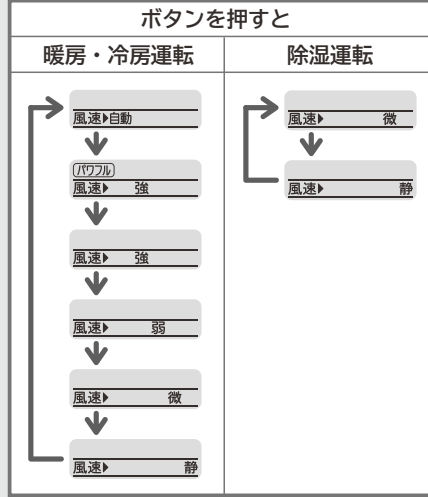 ボタンを押すと
暖房・冷房運転
除湿運転
風速▶自動
パワフル
風速▶ 強
風速▶ 強
風速▶ 弱
風速▶ 微
風速▶ 静
風速▶ 微
風速▶ 静